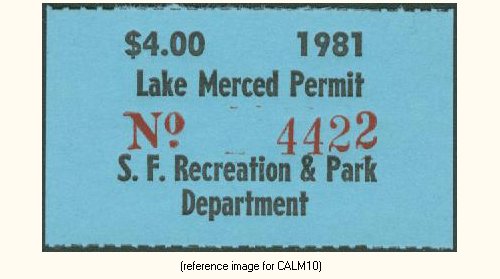 $4.00 1981
Lake Merced Permit
Nº 4422
S. F. Recreation & Park
Department
(reference image for CALM10)